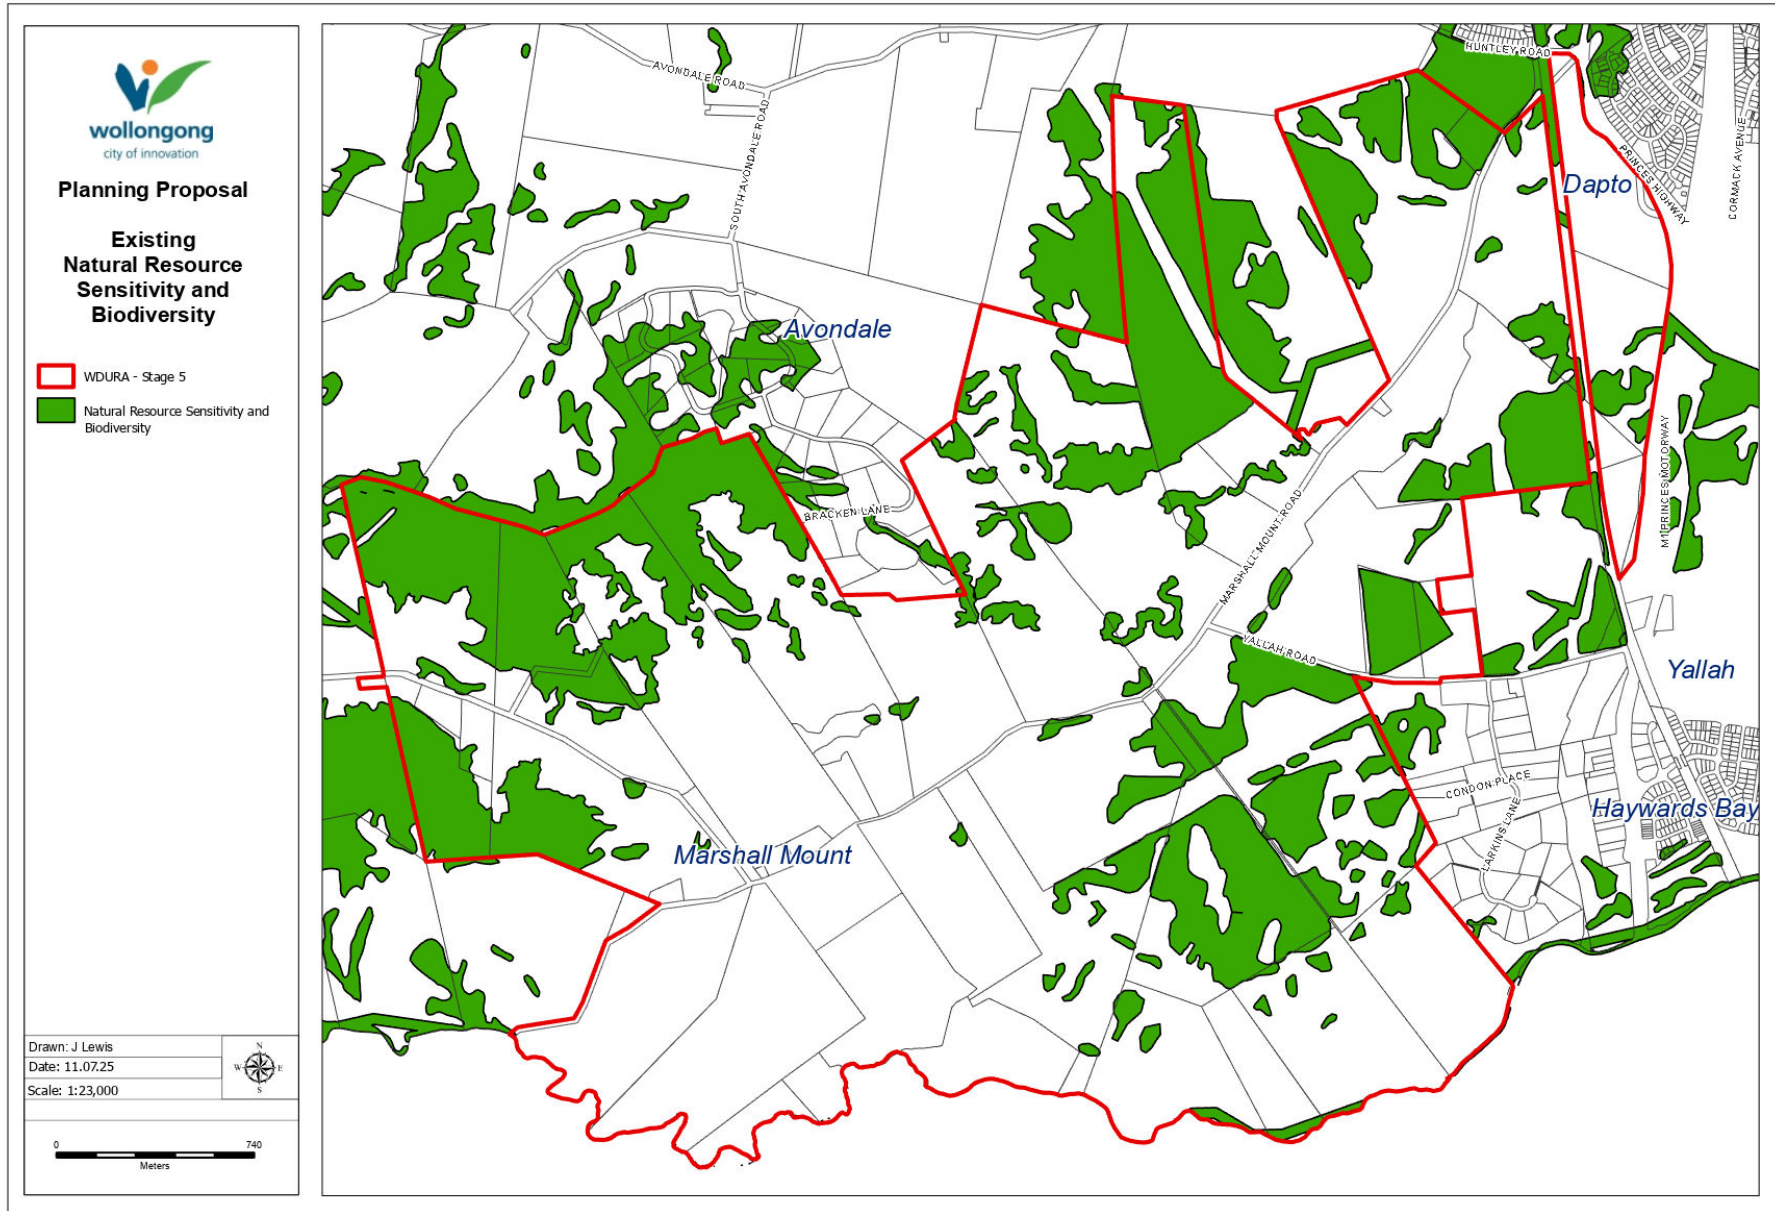 wollongong
city of innovation
Planning Proposal
Existing
Natural Resource
Sensitivity and
Biodiversity
WDURA - Stage 5
Natural Resource Sensitivity and
Biodiversity
Drawn: J Lewis
Date: 11.07.25
Scale: 1:23,000
N
W
E
S
0
740
Meters
HUNTLEY ROAD
AVONDALE ROAD
SOUTH AVONDALE ROAD
CORMACK AVENUE
PRINCES HIGHWAY
Dapto
Avondale
M1 PRINCES MOTORWAY
BRACKEN LANE
MARSHALL MOUNT ROAD
YALLAH ROAD
Yallah
CONDON PLACE
Haywards Bay
LARKINS LANE
Marshall Mount